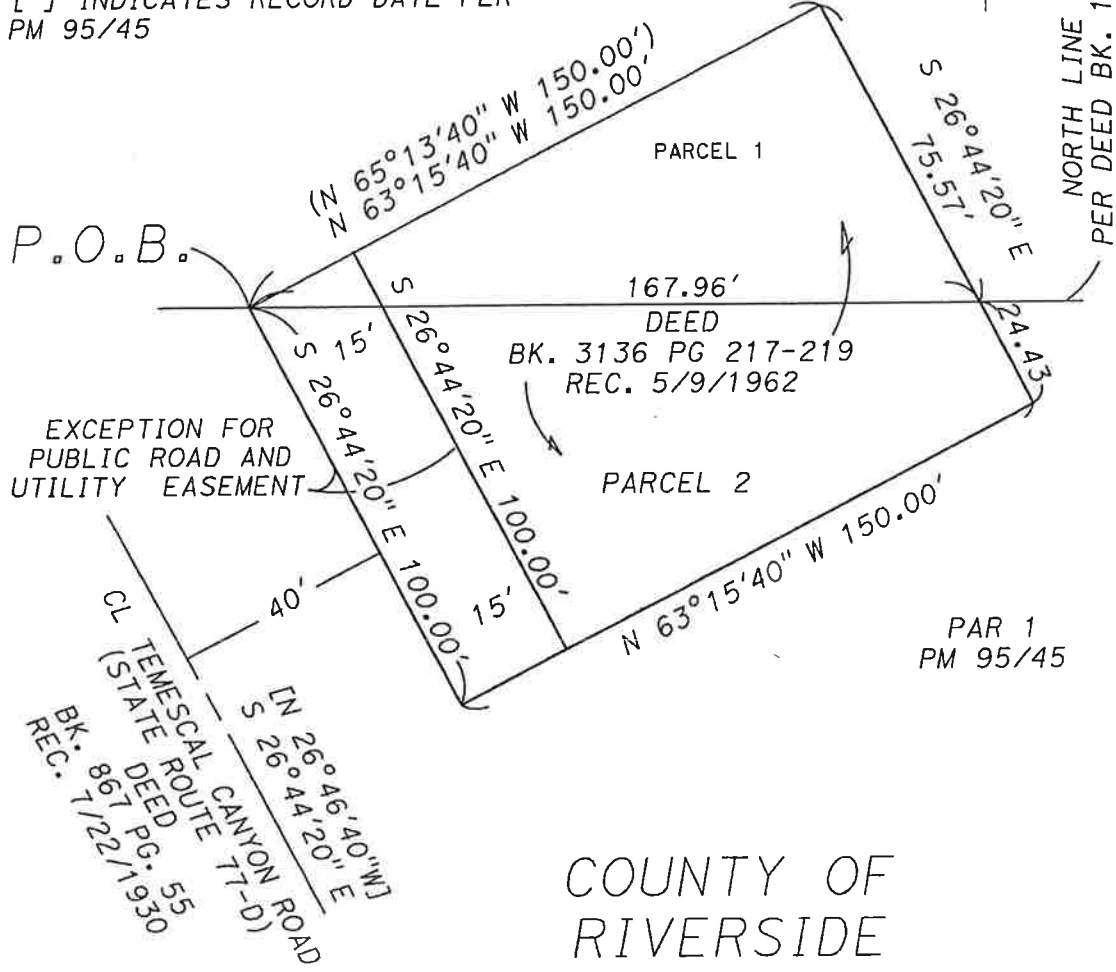 [ ] INDICATES RECORD DATE PER
PM 95/45
(N 65°13'40" W 150.00')
N 63°15'40" W 150.00'
PARCEL 1
S 26°44'20" E
75.57'
NORTH LINE
PER DEED BK. 1
P.O.B.
167.96'
DEED
BK. 3136 PG 217-219
REC. 5/9/1962
24.43
15'
S 26°44'20" E 100.00'
S 26°44'20" E 100.00'
EXCEPTION FOR
PUBLIC ROAD AND
UTILITY EASEMENT
PARCEL 2
40'
15'
N 63°15'40" W 150.00'
PAR 1
PM 95/45
[N 26°46'40"W]
S 26°44'20" E
CL TEMESCAL CANYON ROAD
(STATE ROUTE 77-D)
DEED
BK. 867 PG. 55
REC. 7/22/1930
COUNTY OF
RIVERSIDE